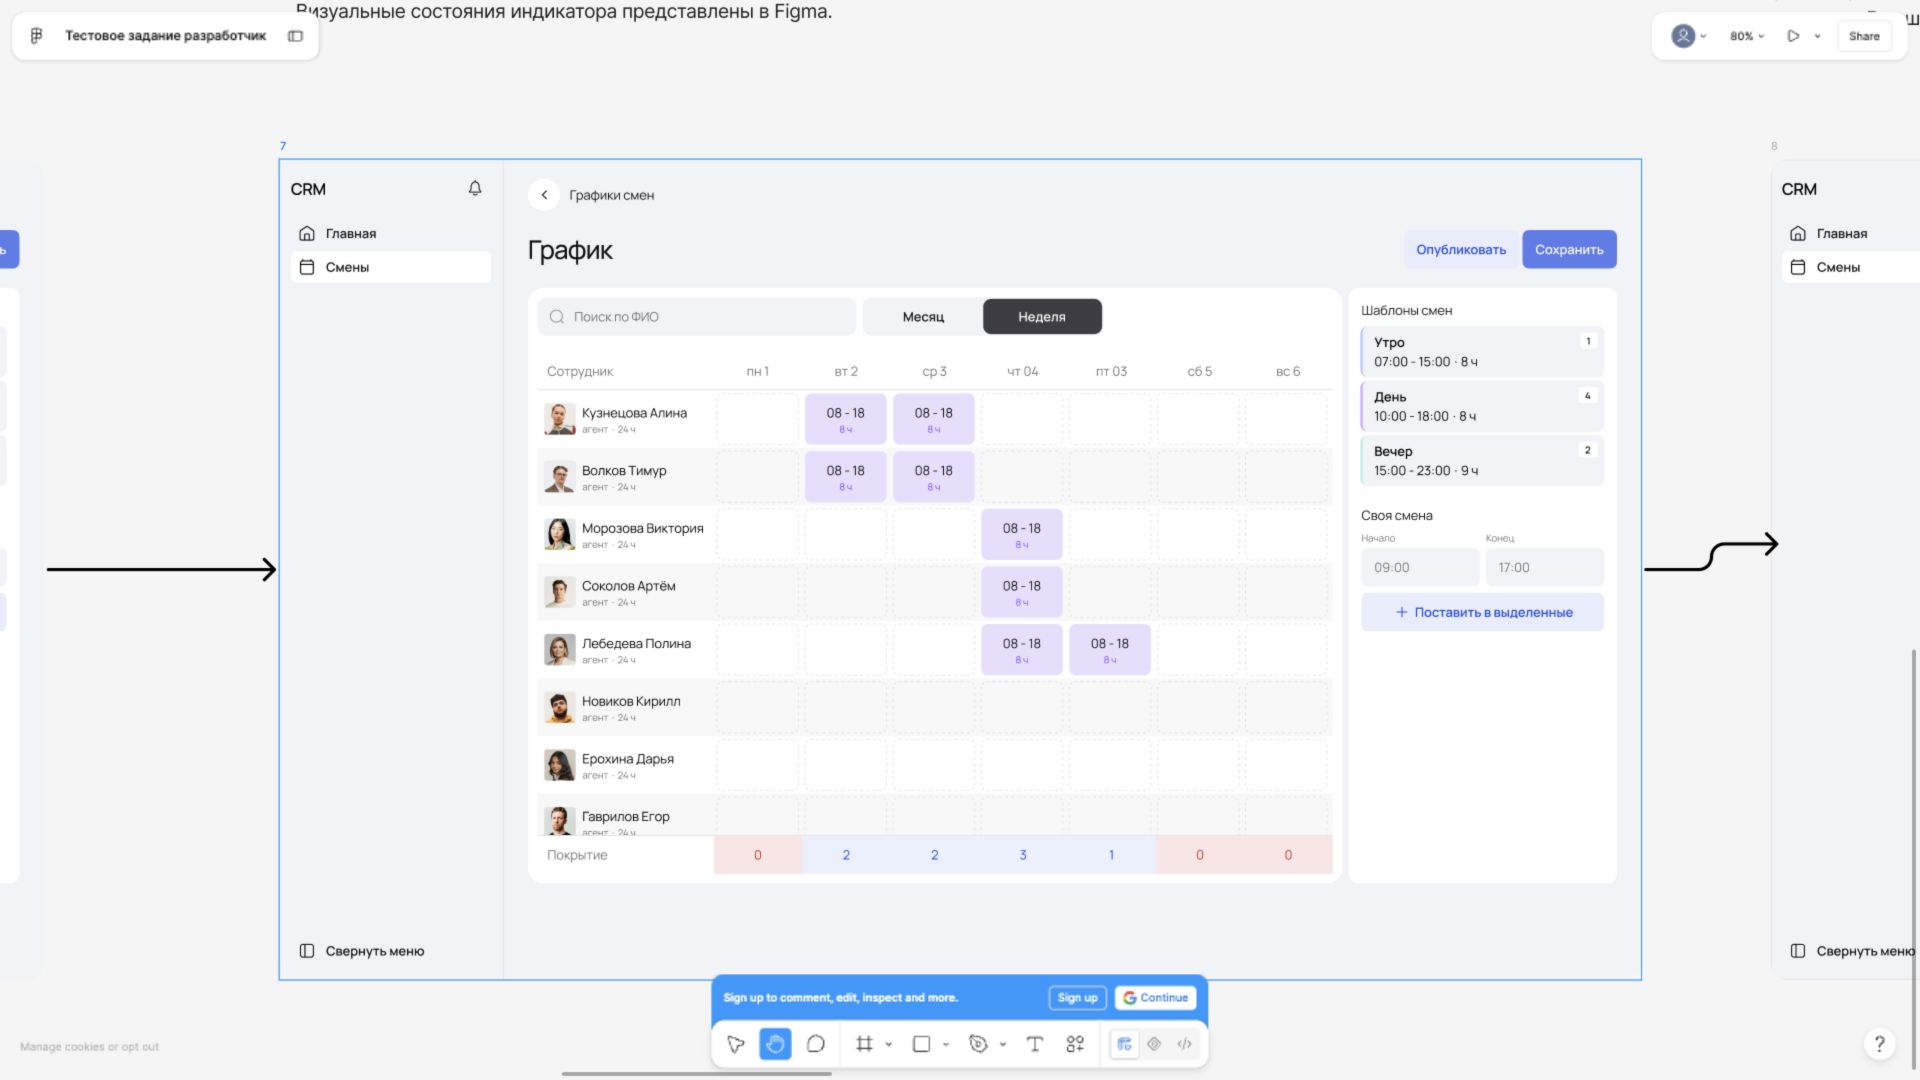 Визуальные состояния индикатора представлены в Figma.
Тестовое задание разработчик
80%
Share
7
8
ь
CRM
Главная
Смены
Свернуть меню
Графики смен
График
Опубликовать
Сохранить
Поиск по ФИО
Месяц
Неделя
Сотрудник
пн 1
вт 2
ср 3
чт 04
пт 03
сб 5
вс 6
Кузнецова Алина
агент · 24 ч
08 - 18
8 ч
08 - 18
8 ч
Волков Тимур
агент · 24 ч
08 - 18
8 ч
08 - 18
8 ч
Морозова Виктория
агент · 24 ч
08 - 18
8 ч
Соколов Артём
агент · 24 ч
08 - 18
8 ч
Лебедева Полина
агент · 24 ч
08 - 18
8 ч
08 - 18
8 ч
Новиков Кирилл
агент · 24 ч
Ерохина Дарья
агент · 24 ч
Гаврилов Егор
агент · 24 ч
Покрытие
0
2
2
3
1
0
0
Шаблоны смен
Утро
1
07:00 - 15:00 · 8 ч
День
4
10:00 - 18:00 · 8 ч
Вечер
2
15:00 - 23:00 · 9 ч
Своя смена
Начало
Конец
09:00
17:00
+ Поставить в выделенные
CRM
Главная
Смены
Свернуть меню
Sign up to comment, edit, inspect and more.
Sign up
Continue
Manage cookies or opt out
?